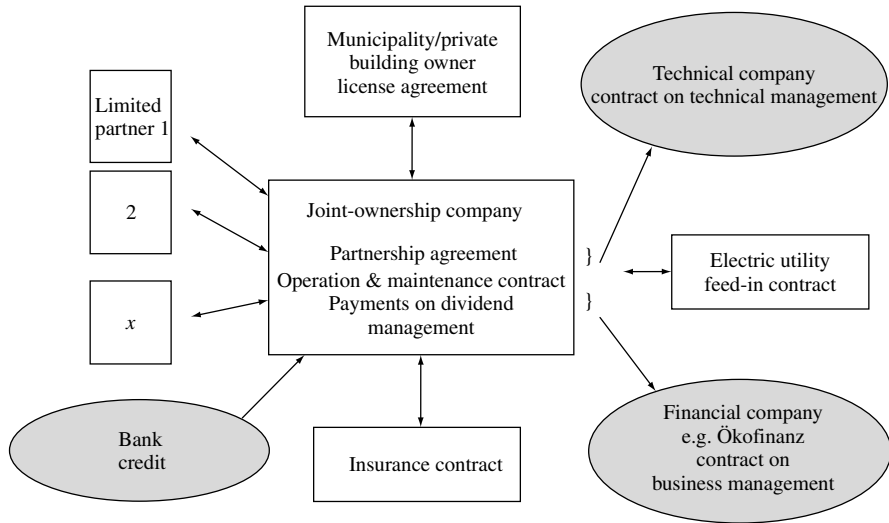 Municipality/private
building owner
license agreement
Technical company
contract on technical management
Limited
partner 1
2
x
Joint-ownership company
Partnership agreement
Operation & maintenance contract
Payments on dividend
management
}
}
Electric utility
feed-in contract
Bank
credit
Insurance contract
Financial company
e.g. Ökofinanz
contract on
business management